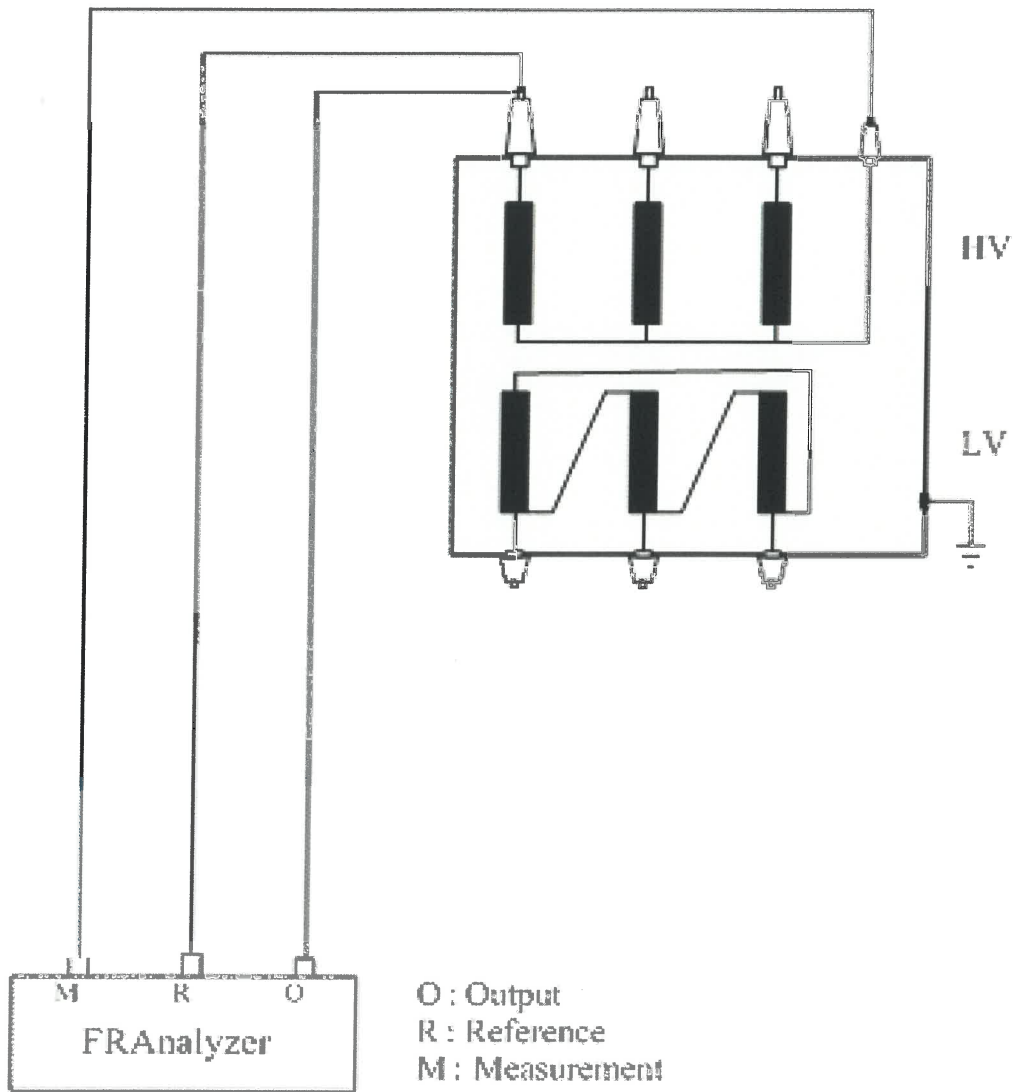 HV
LV
M R O
FRAnalyzer
O : Output
R : Reference
M : Measurement